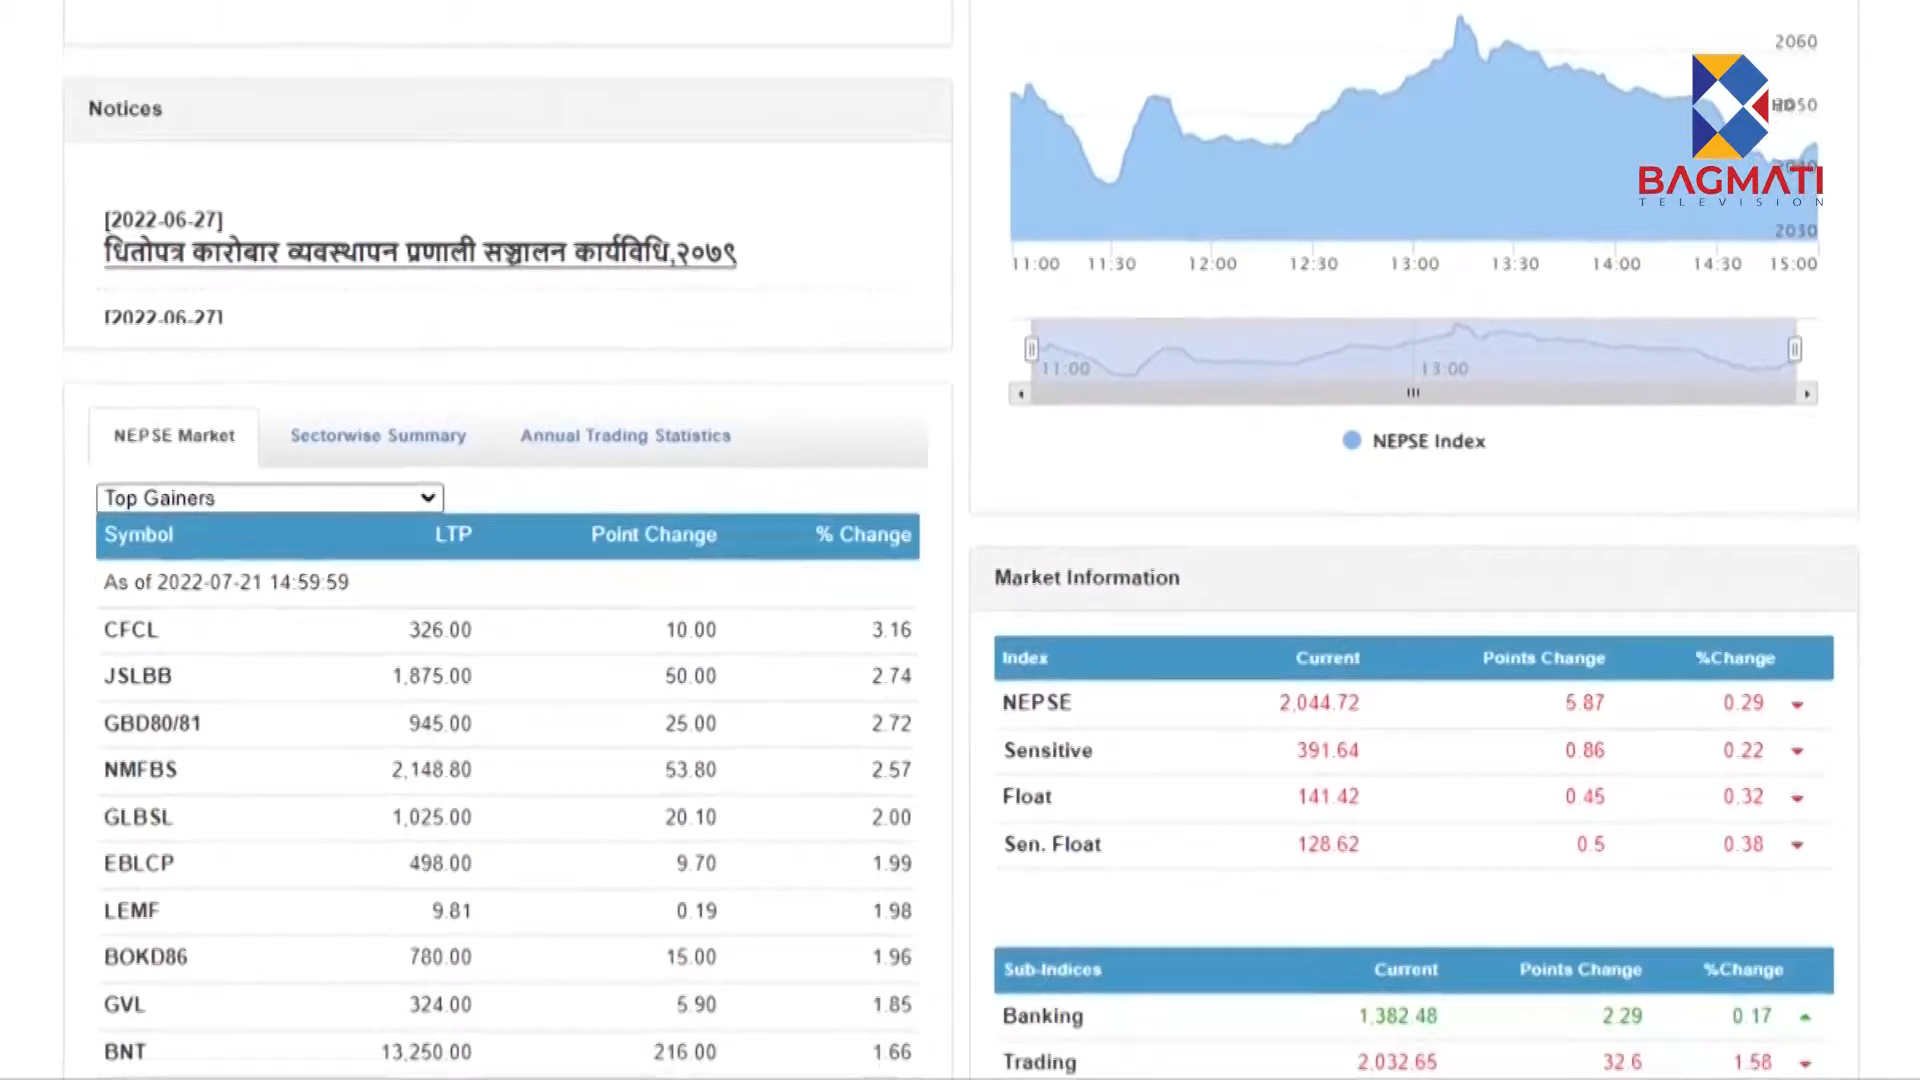 Notices
[2022-06-27]
धितोपत्र कारोबार व्यवस्थापन प्रणाली सञ्चालन कार्यविधि,२०७९
[2022-06-27]
NEPSE Market Sectorwise Summary Annual Trading Statistics
Top Gainers
Symbol LTP Point Change % Change
As of 2022-07-21 14:59:59
CFCL 326.00 10.00 3.16
JSLBB 1,875.00 50.00 2.74
GBD80/81 945.00 25.00 2.72
NMFBS 2,148.80 53.80 2.57
GLBSL 1,025.00 20.10 2.00
EBLCP 498.00 9.70 1.99
LEMF 9.81 0.19 1.98
BOKD86 780.00 15.00 1.96
GVL 324.00 5.90 1.85
BNT 13,250.00 216.00 1.66
2060
2050
2040
2030
11:00 11:30 12:00 12:30 13:00 13:30 14:00 14:30 15:00
11:00 13:00
NEPSE Index
Market Information
Index Current Points Change %Change
NEPSE 2,044.72 5.87 0.29
Sensitive 391.64 0.86 0.22
Float 141.42 0.45 0.32
Sen. Float 128.62 0.5 0.38
Sub-Indices Current Points Change %Change
Banking 1,382.48 2.29 0.17
Trading 2,032.65 32.6 1.58
HD
BAGMATI
TELEVISION